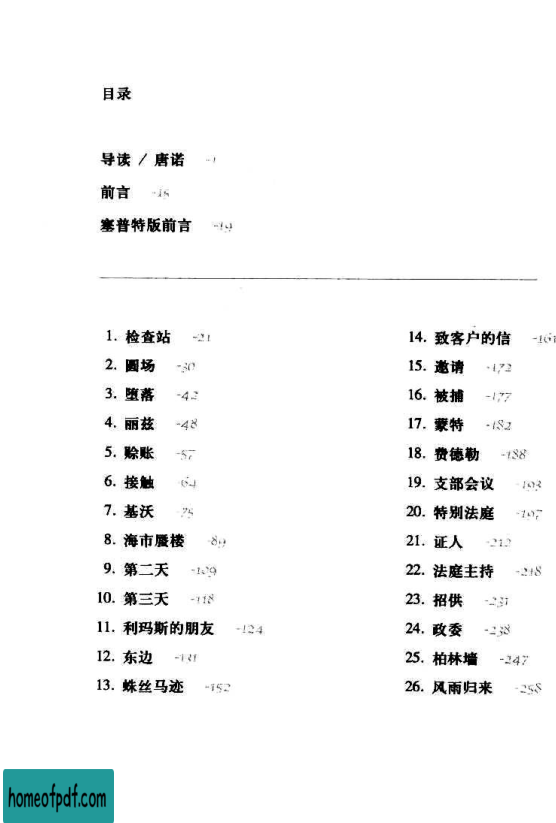 目录
导读 / 唐诺 -1
前言 -15
塞普特版前言 -19
1. 检查站 -21
2. 圆场 -30
3. 堕落 -42
4. 丽兹 -48
5. 赊账 -57
6. 接触 -64
7. 基沃 -75
8. 海市蜃楼 -89
9. 第二天 -109
10. 第三天 -118
11. 利玛斯的朋友 -124
12. 东边 -131
13. 蛛丝马迹 -152
14. 致客户的信 -161
15. 邀请 -172
16. 被捕 -177
17. 蒙特 -182
18. 费德勒 -188
19. 支部会议 -193
20. 特别法庭 -197
21. 证人 -212
22. 法庭主持 -218
23. 招供 -231
24. 政委 -238
25. 柏林墙 -247
26. 风雨归来 -258
homeofpdf.com